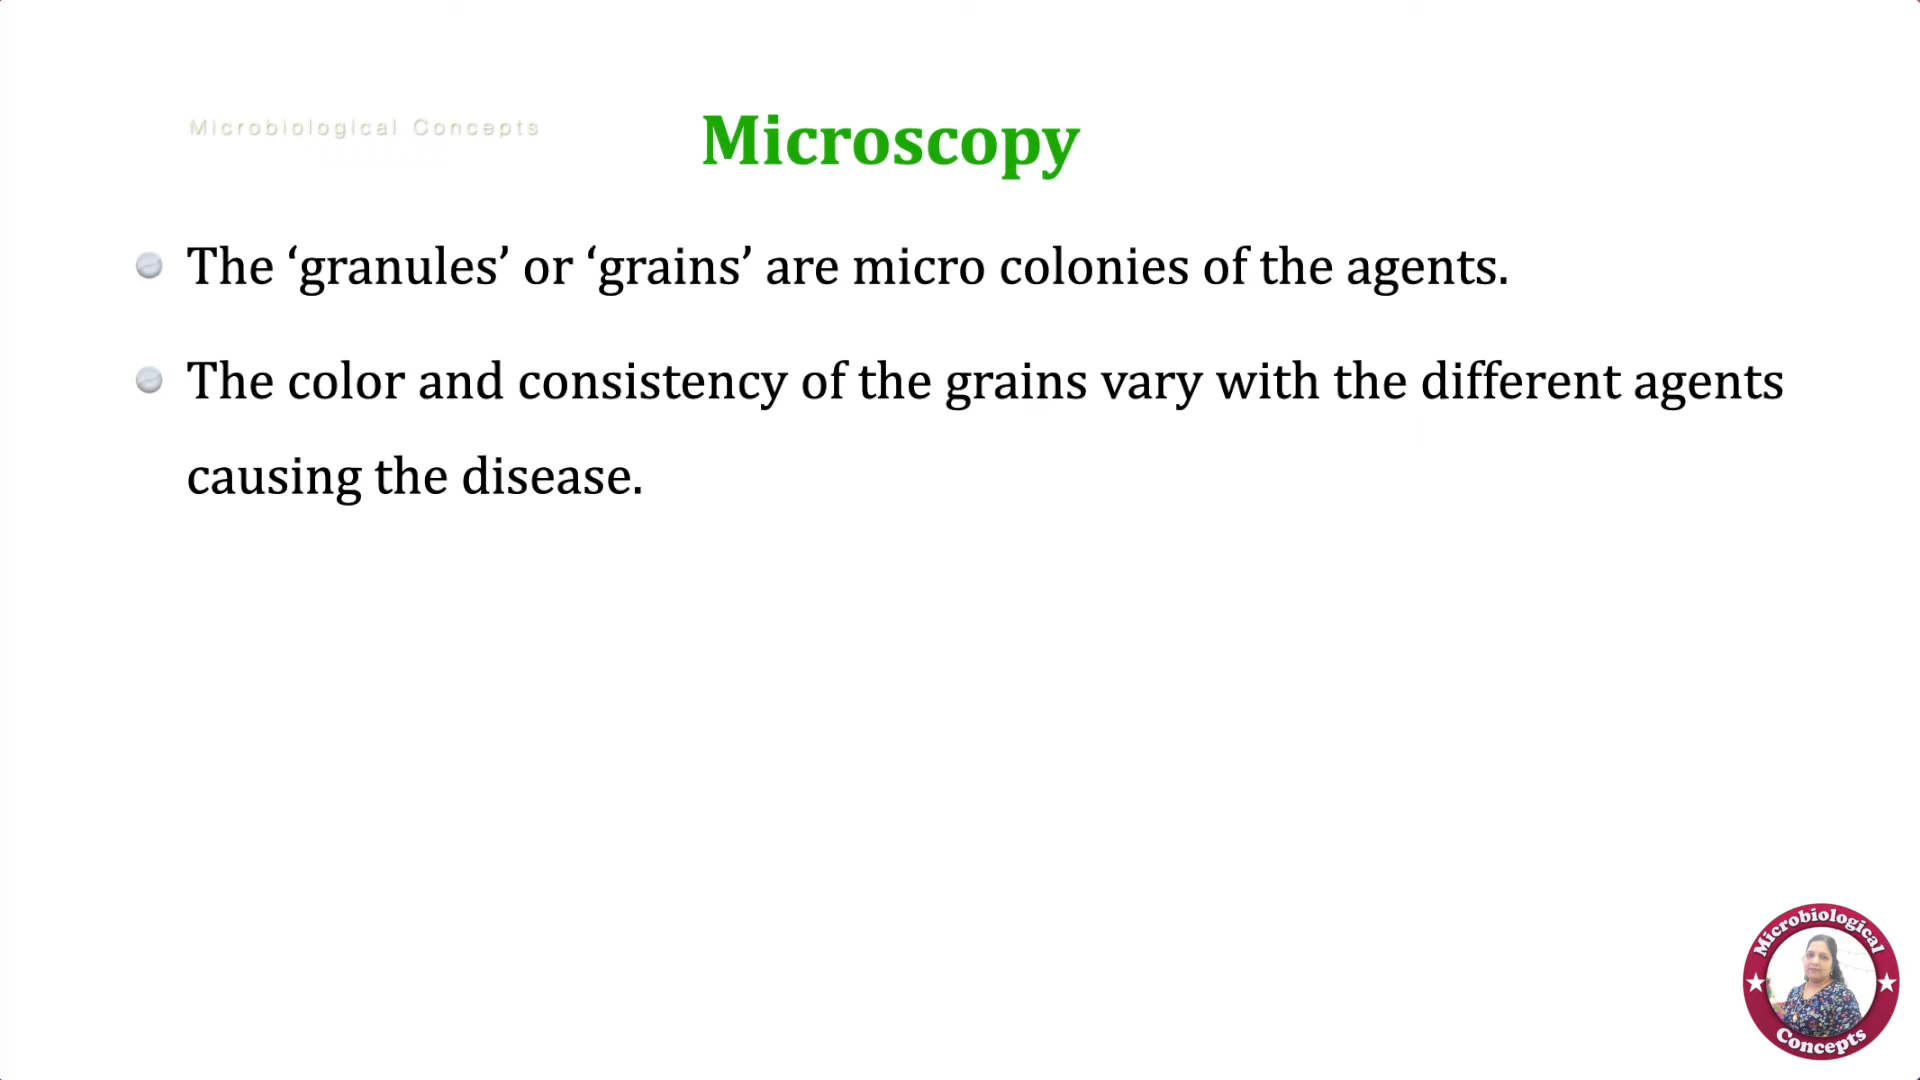 Microbiological Concepts
Microscopy
The ‘granules’ or ‘grains’ are micro colonies of the agents.
The color and consistency of the grains vary with the different agents
causing the disease.
Microbiological
Concepts